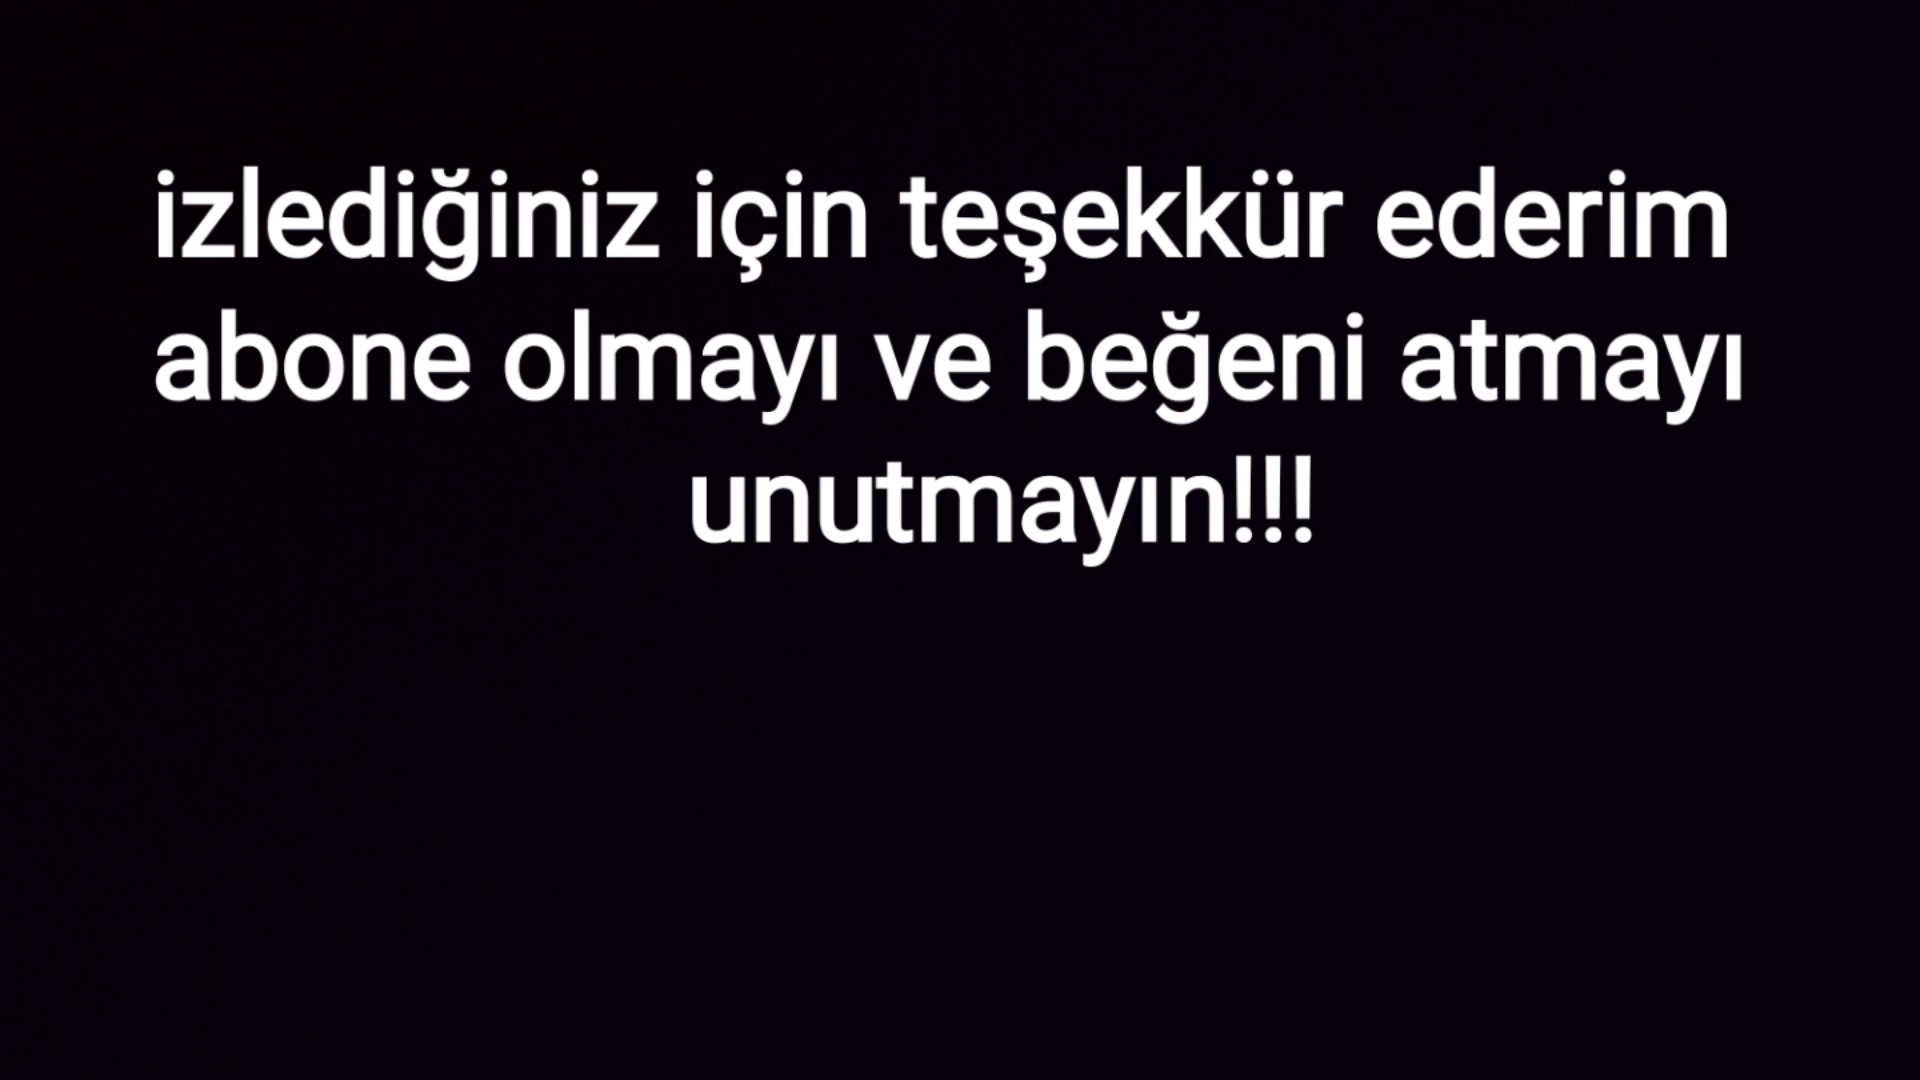 izlediğiniz için teşekkür ederim
abone olmayı ve beğeni atmayı
unutmayın!!!